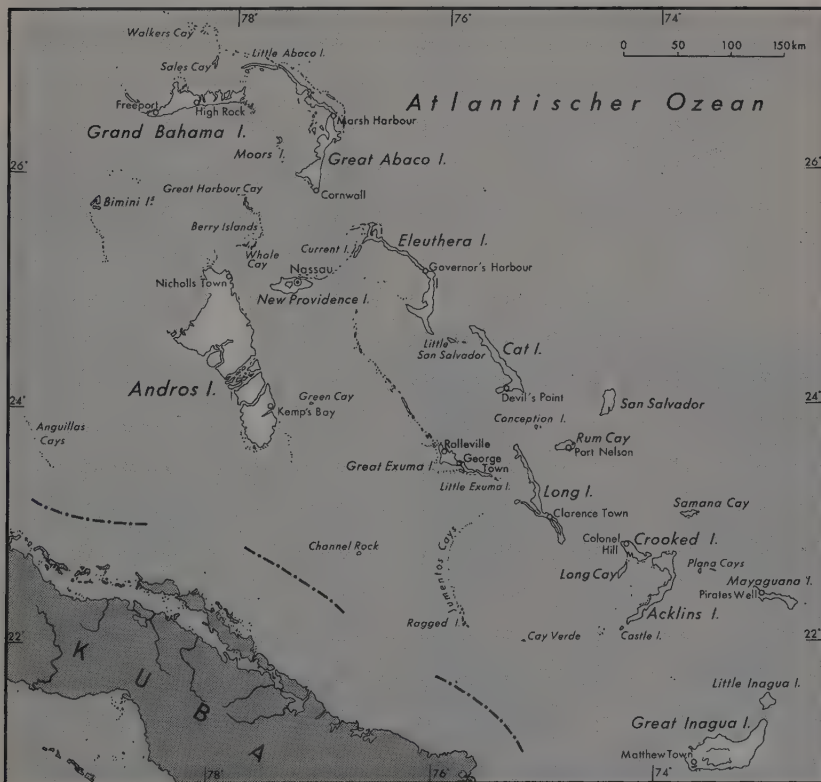 78°
76°
74°
Walkers Cay
Little Abaco I.
0 50 100 150km
Sales Cay
Atlantischer Ozean
Freeport
High Rock
Marsh Harbour
Grand Bahama I.
Moors I.
Great Abaco I.
26°
26°
Cornwall
Great Harbour Cay
Bimini Iˢ
Berry Islands
Eleuthera I.
Current I.
Whale
Cay
Nassau
Governor's Harbour
Nicholls Town
New Providence I.
Little
San Salvador
Cat I.
Andros I.
Green Cay
Devil's Point
San Salvador
24°
24°
Kemp's Bay
Conception I.
Anguillas
Cays
Rolleville
Rum Cay
Port Nelson
George
Town
Great Exuma I.
Little Exuma I.
Long I.
Samana Cay
Clarence Town
Colonel
Hill
Crooked I.
Channel Rock
Jumentos Cays
Long Cay
Plana Cays
Mayaguana I.
Pirates Well
Acklins I.
Ragged I.
22°
22°
Cay Verde
Castle I.
KUBA
Little Inagua I.
Great Inagua I.
Matthew Town
78°
76°
74°